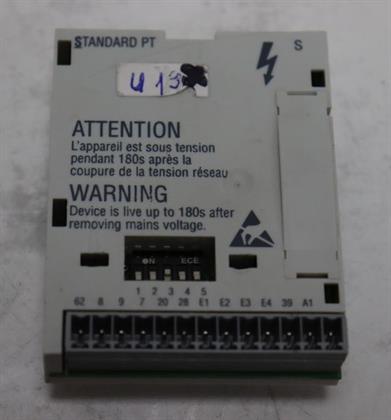 STANDARD PT
S
ATTENTION
L'appareil est sous tension
pendant 180s après la
coupure de la tension réseau
WARNING
Device is live up to 180s after
removing mains voltage.
ON ECE
1 2 3 4 5
62 8 9 7 20 28 E1 E2 E3 E4 39 A1